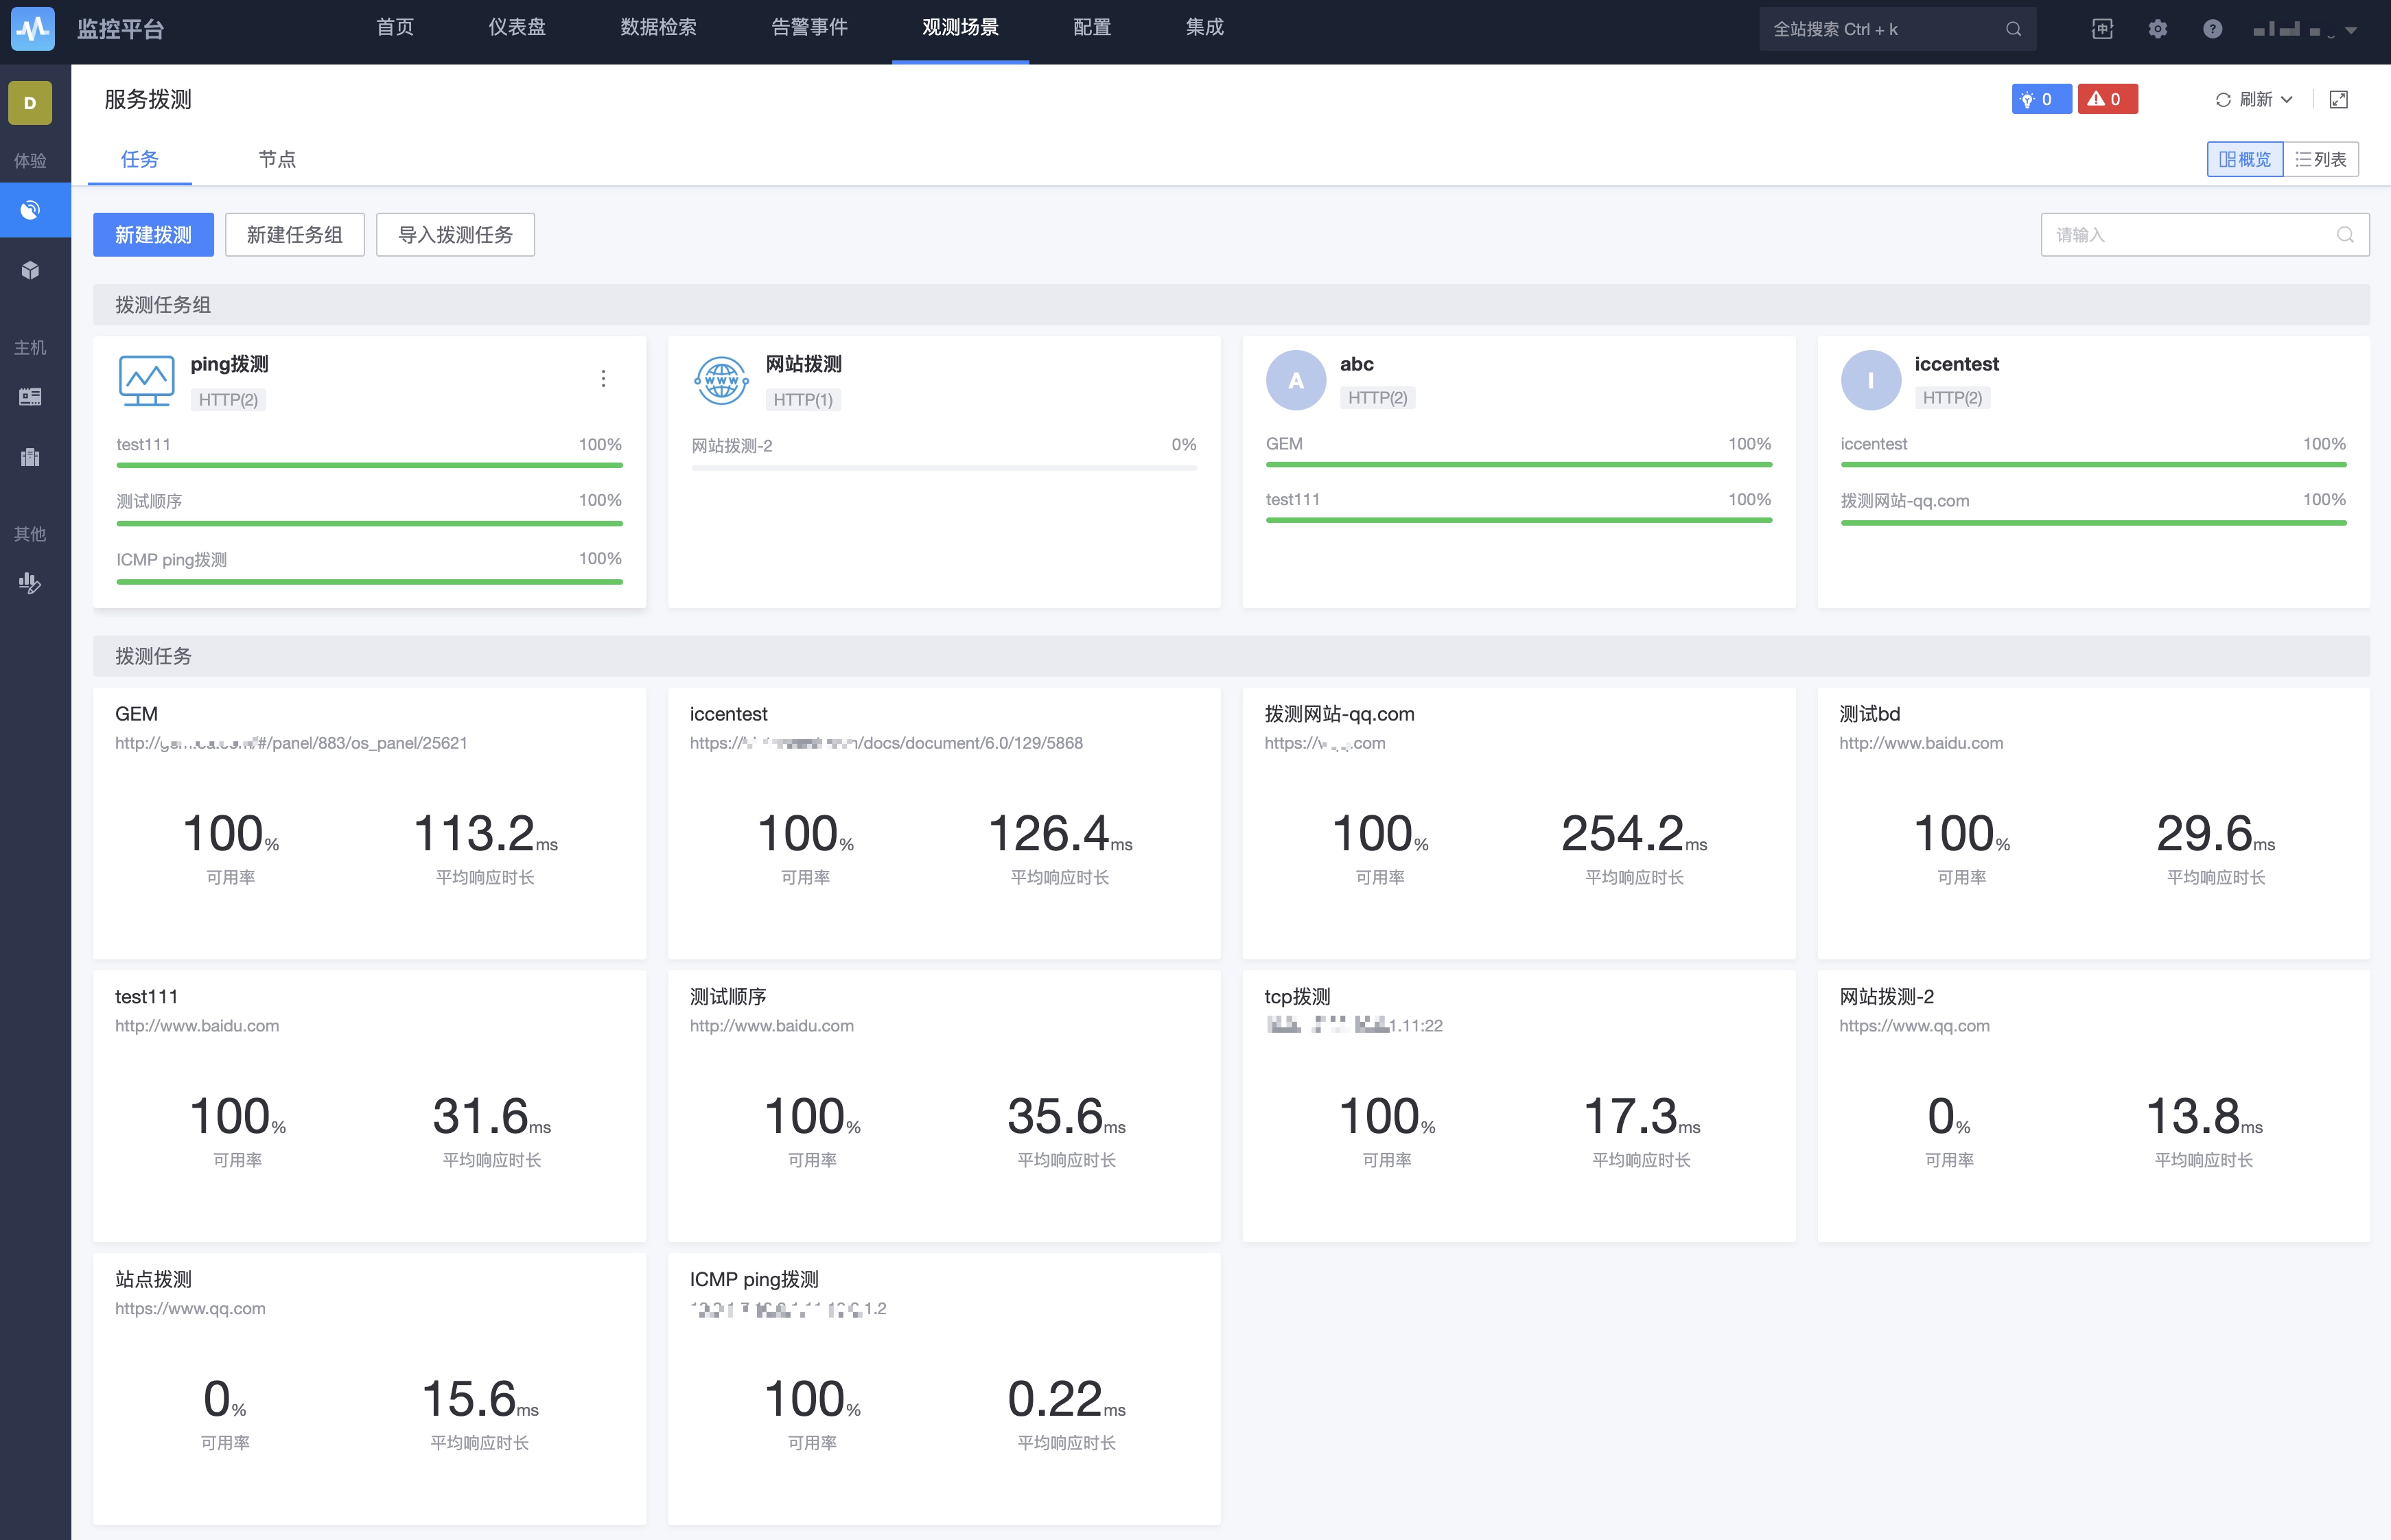 监控平台
首页
仪表盘
数据检索
告警事件
观测场景
配置
集成
全站搜索 Ctrl + k
中
?
D
体验
主机
其他
服务拨测
0
0
刷新
任务
节点
概览
列表
新建拨测
新建任务组
导入拨测任务
请输入
拨测任务组
ping拨测
HTTP(2)
test111 100%
测试顺序 100%
ICMP ping拨测 100%
WWW
网站拨测
HTTP(1)
网站拨测-2 0%
A
abc
HTTP(2)
GEM 100%
test111 100%
I
iccentest
HTTP(2)
iccentest 100%
拨测网站-qq.com 100%
拨测任务
GEM
http:// #/panel/883/os_panel/25621
100% 113.2ms
可用率 平均响应时长
iccentest
https:// /docs/document/6.0/129/5868
100% 126.4ms
可用率 平均响应时长
拨测网站-qq.com
https:// .com
100% 254.2ms
可用率 平均响应时长
测试bd
http://www.baidu.com
100% 29.6ms
可用率 平均响应时长
test111
http://www.baidu.com
100% 31.6ms
可用率 平均响应时长
测试顺序
http://www.baidu.com
100% 35.6ms
可用率 平均响应时长
tcp拨测
1.11:22
100% 17.3ms
可用率 平均响应时长
网站拨测-2
https://www.qq.com
0% 13.8ms
可用率 平均响应时长
站点拨测
https://www.qq.com
0% 15.6ms
可用率 平均响应时长
ICMP ping拨测
1.2
100% 0.22ms
可用率 平均响应时长